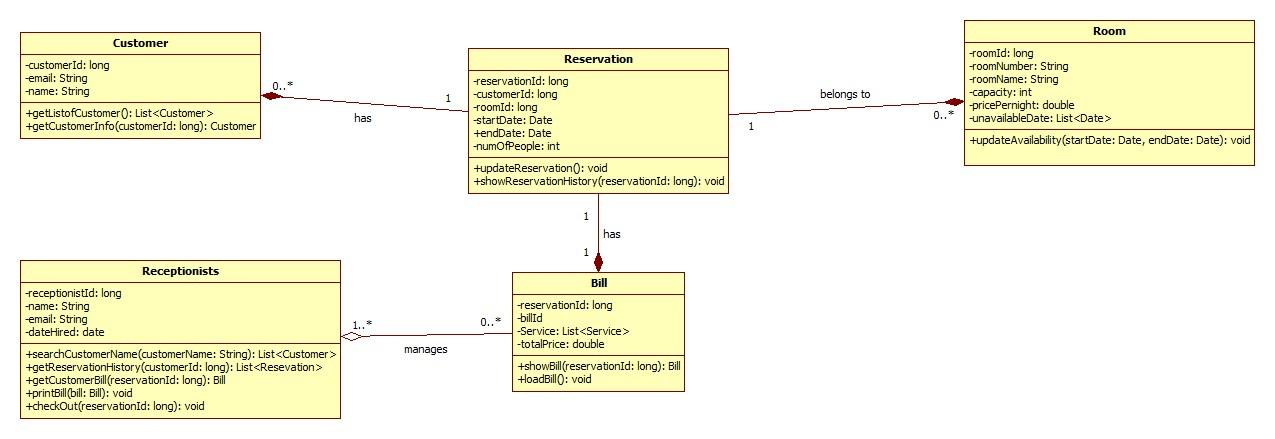 Customer
-customerId: long
-email: String
-name: String
+getListofCustomer(): List<Customer>
+getCustomerInfo(customerId: long): Customer
0..*
1
has
Reservation
-reservationId: long
-customerId: long
-roomId: long
-startDate: Date
+endDate: Date
-numOfPeople: int
+updateReservation(): void
+showReservationHistory(reservationId: long): void
belongs to
1
0..*
Room
-roomId: long
-roomNumber: String
-roomName: String
-capacity: int
-pricePernight: double
-unavailableDate: List<Date>
+updateAvailability(startDate: Date, endDate: Date): void
1
has
1
Receptionists
-receptionistId: long
-name: String
-email: String
-dateHired: date
+searchCustomerName(customerName: String): List<Customer>
+getReservationHistory(customerId: long): List<Resevation>
+getCustomerBill(reservationId: long): Bill
+printBill(bill: Bill): void
+checkOut(reservationId: long): void
1..*
0..*
manages
Bill
-reservationId: long
-billId
-Service: List<Service>
-totalPrice: double
+showBill(reservationId: long): Bill
+loadBill(): void